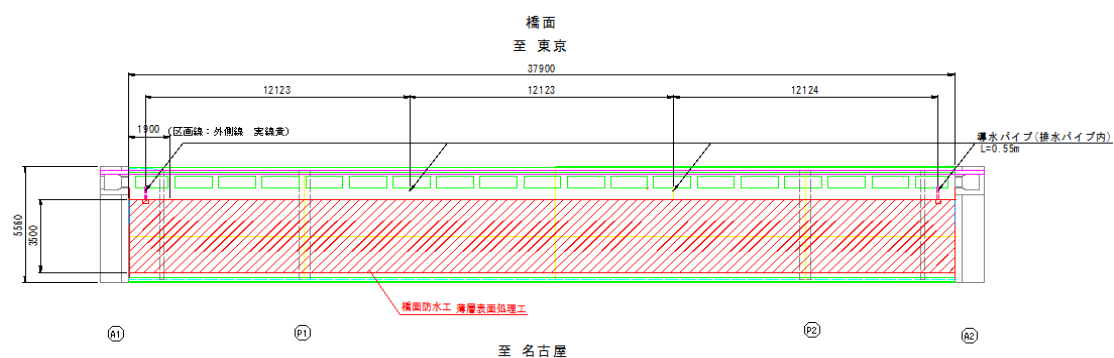 橋面
至 東京
37900
12123
12123
12124
1900
(区画線：外側線 実線黄)
導水パイプ(排水パイプ内)
L=0.55m
5560
3500
橋面防水工 薄層表面処理工
A1
P1
P2
A2
至 名古屋